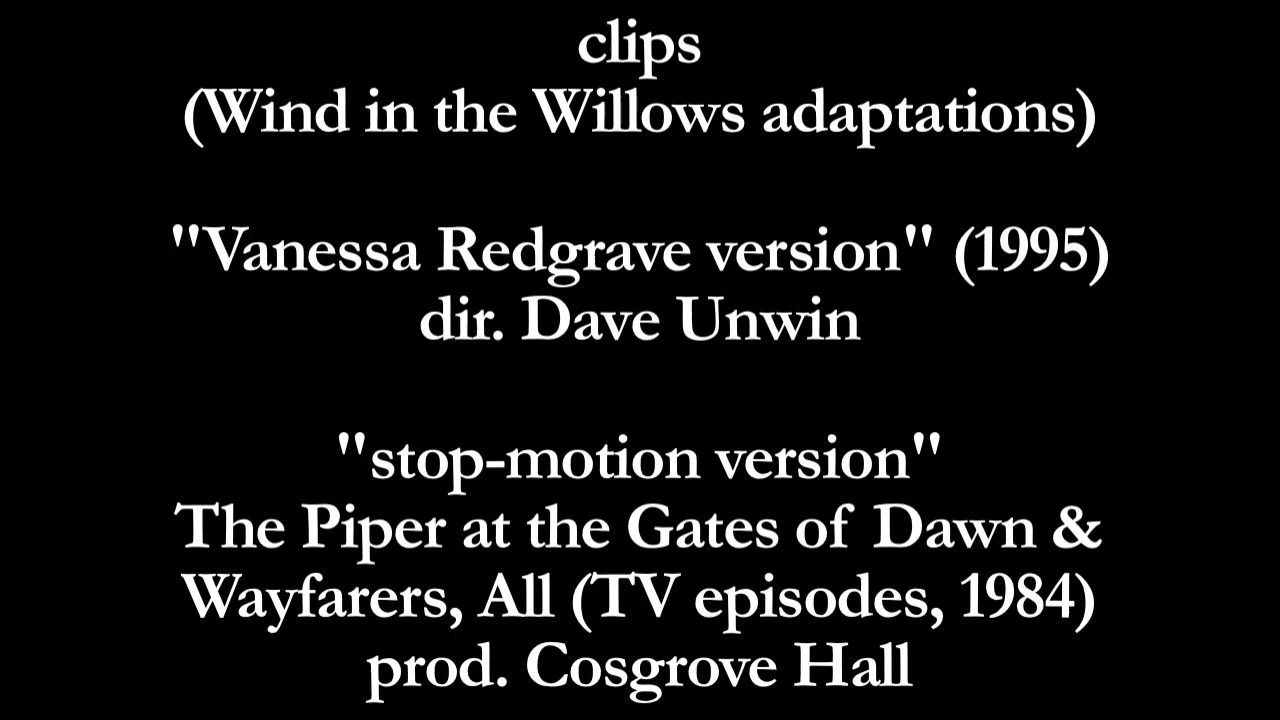 clips
(Wind in the Willows adaptations)
"Vanessa Redgrave version" (1995)
dir. Dave Unwin
"stop-motion version"
The Piper at the Gates of Dawn &
Wayfarers, All (TV episodes, 1984)
prod. Cosgrove Hall